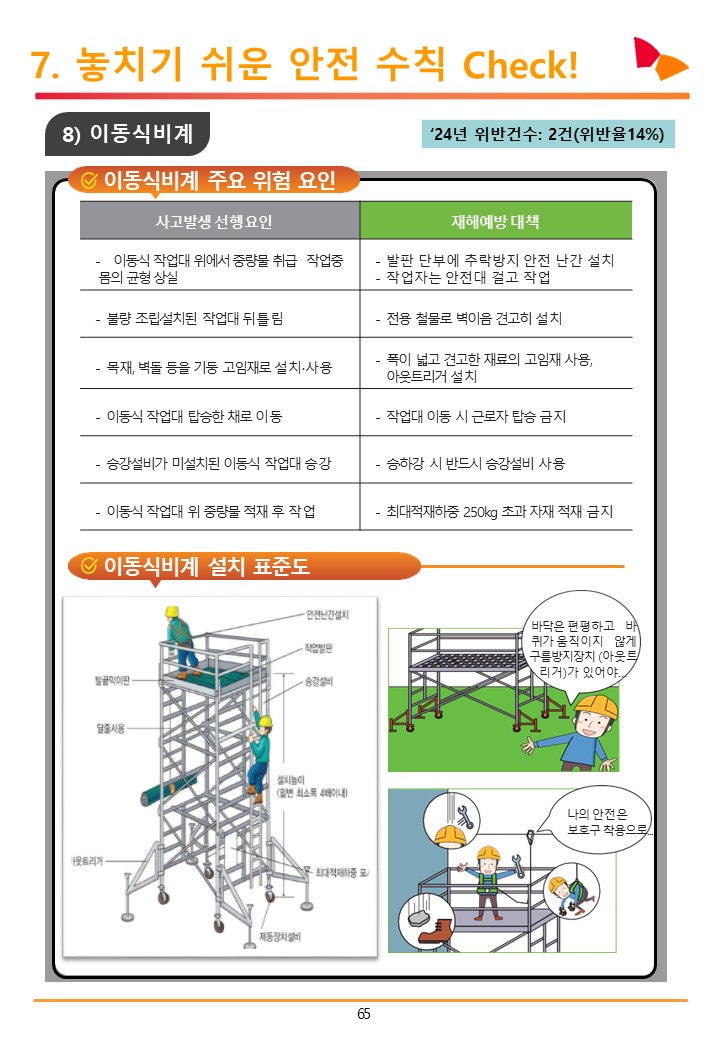 7. 놓치기 쉬운 안전 수칙 Check!
8) 이동식비계
‘24년 위반건수: 2건(위반율14%)
이동식비계 주요 위험 요인
사고발생 선행요인
재해예방 대책
- 이동식 작업대 위에서 중량물 취급 작업중
몸의 균형 상실
- 발판 단부에 추락방지 안전 난간 설치
- 작업자는 안전대 걸고 작업
- 불량 조립설치된 작업대 뒤틀림
- 전용 철물로 벽이음 견고히 설치
- 목재, 벽돌 등을 기둥 고임재로 설치·사용
- 폭이 넓고 견고한 재료의 고임재 사용,
아웃트리거 설치
- 이동식 작업대 탑승한 채로 이동
- 작업대 이동 시 근로자 탑승 금지
- 승강설비가 미설치된 이동식 작업대 승강
- 승하강 시 반드시 승강설비 사용
- 이동식 작업대 위 중량물 적재 후 작업
- 최대적재하중 250kg 초과 자재 적재 금지
이동식비계 설치 표준도
안전난간설치
작업발판
발끝막이판
승강설비
달줄사용
설치높이
(밑변 최소폭 4배이내)
아웃트리거
최대적재하중 표시
제동장치설비
바닥은 편평하고 바
퀴가 움직이지 않게
구름방지장치 (아웃트
리거)가 있어야...
나의 안전은
보호구 착용으로...
65